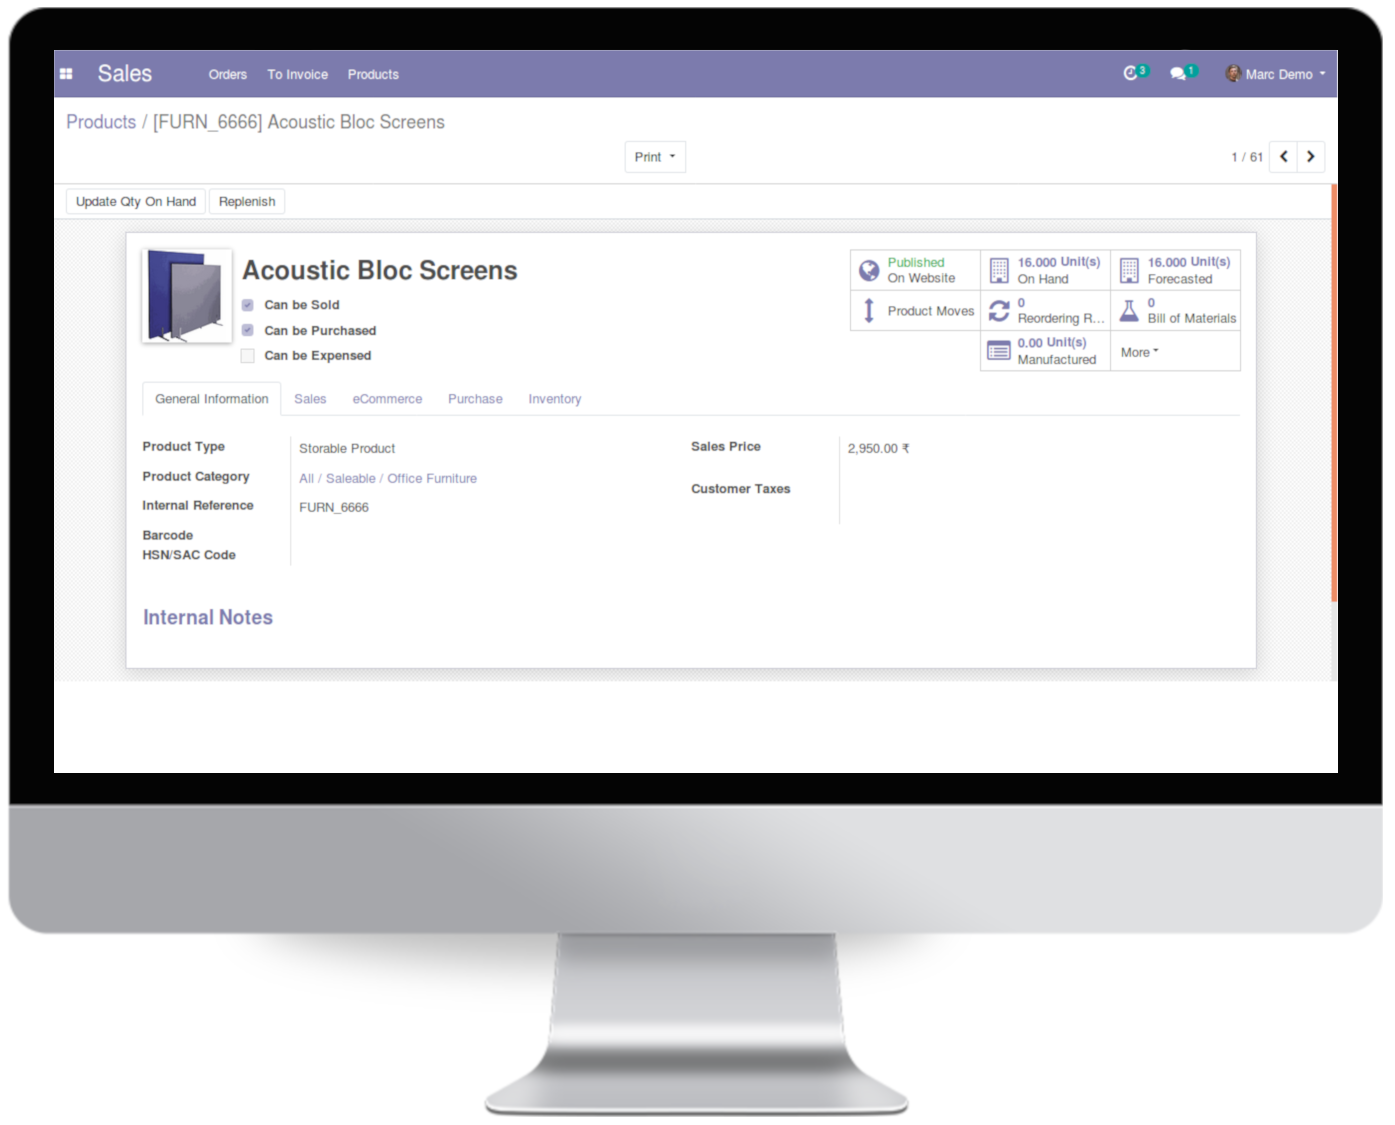 Sales Orders To Invoice Products 3 1 Marc Demo
Products / [FURN_6666] Acoustic Bloc Screens
Print 1 / 61
Update Qty On Hand Replenish
Acoustic Bloc Screens
Can be Sold
Can be Purchased
Can be Expensed
Published
On Website
16.000 Unit(s)
On Hand
16.000 Unit(s)
Forecasted
Product Moves
0
Reordering R...
0
Bill of Materials
0.00 Unit(s)
Manufactured
More
General Information Sales eCommerce Purchase Inventory
Product Type Storable Product
Product Category All / Saleable / Office Furniture
Internal Reference FURN_6666
Barcode
HSN/SAC Code
Sales Price 2,950.00 ₹
Customer Taxes
Internal Notes